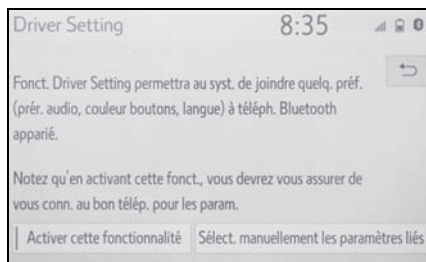 Driver Setting 8:35
Fonct. Driver Setting permettra au syst. de joindre quelq. préf.
(prér. audio, couleur boutons, langue) à téléph. Bluetooth
apparié.
Notez qu'en activant cette fonct., vous devrez vous assurer de
vous conn. au bon télép. pour les param.
Activer cette fonctionnalité Sélect. manuellement les paramètres liés